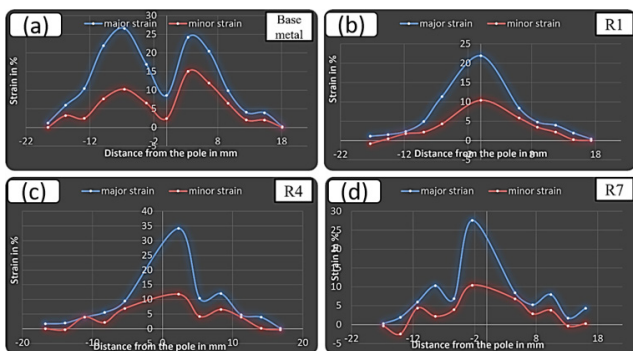 (a)
major strain
minor strain
Base
metal
Strain in %
30
25
20
15
10
5
0
-22
-12
-2
8
18
Distance from the pole in mm
(b)
major strain
minor strain
R1
Strain in %
25
20
15
10
5
0
-5
-22
-12
-2
8
18
Distance from the pole in mm
(c)
major strain
minor strain
R4
Strain in %
40
35
30
25
20
15
10
5
0
-20
-10
0
10
20
Distance from the pole in mm
(d)
major strian
minor strain
R7
Strain in %
30
25
20
15
10
5
0
-5
-22
-12
-2
8
18
Distance from the pole in mm